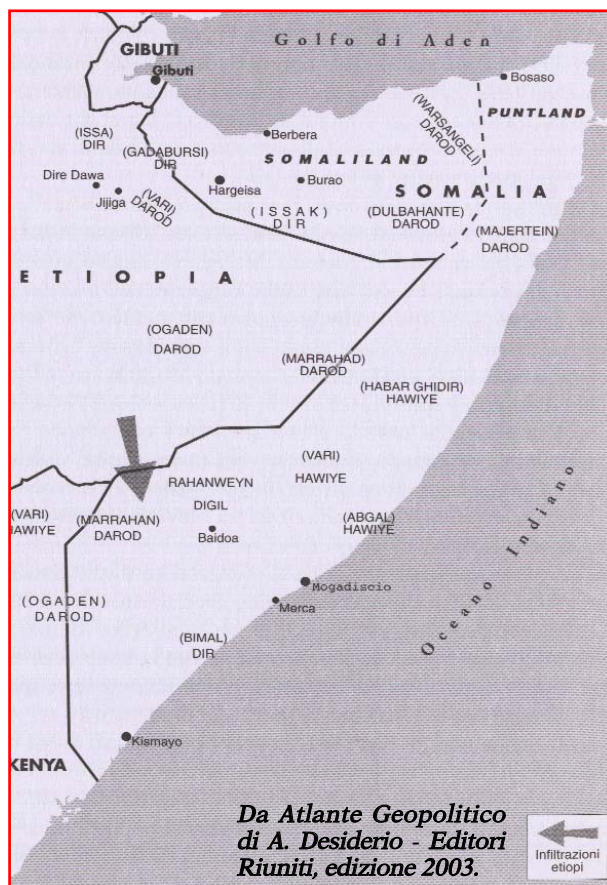 Golfo di Aden
GIBUTI
Gibuti
Bosaso
(WARSANGELI)
DAROD
PUNTLAND
(ISSA)
DIR
Berbera
(GADABURSI)
DIR
SOMALILAND
Dire Dawa
Jijiga
(VARI)
DAROD
Hargeisa
Burao
SOMALIA
(ISSAK)
DIR
(DULBAHANTE)
DAROD
(MAJERTEIN)
DAROD
ETIOPIA
(OGADEN)
DAROD
(MARRAHAD)
DAROD
(HABAR GHIDIR)
HAWIYE
(VARI)
HAWIYE
RAHANWEYN
DIGIL
(VARI)
HAWIYE
(MARRAHAN)
DAROD
Baidoa
(ABGAL)
HAWIYE
Oceano Indiano
Mogadiscio
Merca
(OGADEN)
DAROD
(BIMAL)
DIR
Kismayo
KENYA
Da Atlante Geopolitico
di A. Desiderio - Editori
Riuniti, edizione 2003.
Infiltrazioni
etiopi